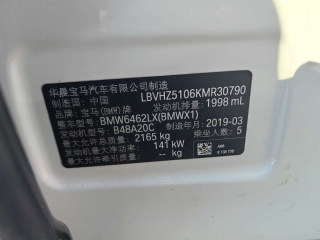 华晨宝马汽车有限公司制造
制造国：中国 LBVHZ5106KMR30790
品牌：宝马(BMW)牌 发动机排量：1998 mL
整车型号：BMW6462LX(BMWX1)
发动机型号：B48A20C 制造年月：2019-03
最大允许总质量：2165 kg 乘坐人数：5
发动机最大净功率：141 kW
最大允许牵引质量：-- kg